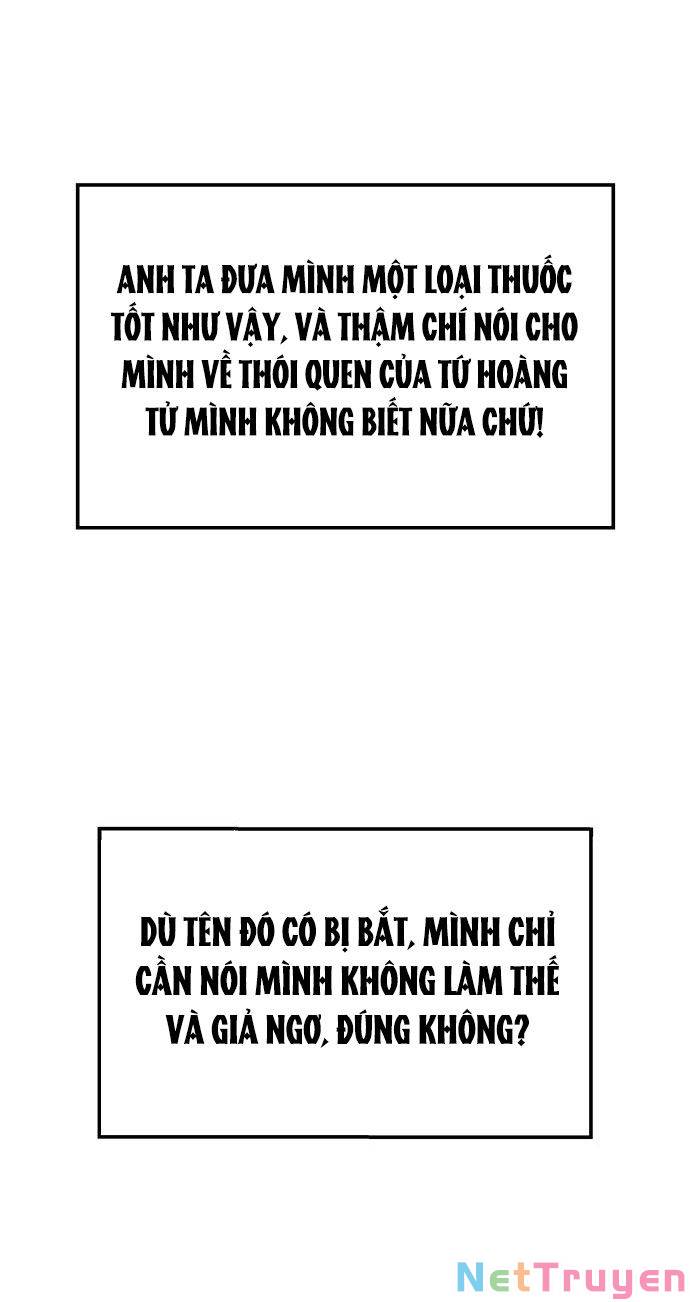 ANH TA ĐƯA MÌNH MỘT LOẠI THUỐC
TỐT NHƯ VẬY, VÀ THẬM CHÍ NÓI CHO
MÌNH VỀ THÓI QUEN CỦA TỨ HOÀNG
TỬ MÌNH KHÔNG BIẾT NỮA CHỨ!
DÙ TÊN ĐÓ CÓ BỊ BẮT, MÌNH CHỈ
CẦN NÓI MÌNH KHÔNG LÀM THẾ
VÀ GIẢ NGƠ, ĐÚNG KHÔNG?
NetTruyen